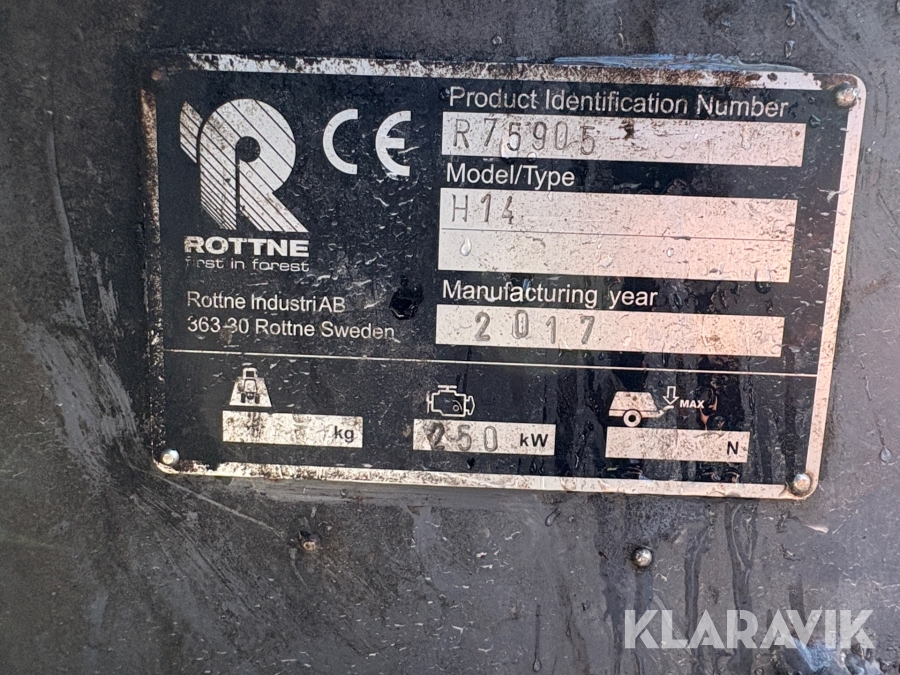 ROTTNE
first in forest
CE
Rottne Industri AB
363 30 Rottne Sweden
Product Identification Number
R75905
Model/Type
H14
Manufacturing year
2017
kg
250 kW
MAX
N
KLARAVIK